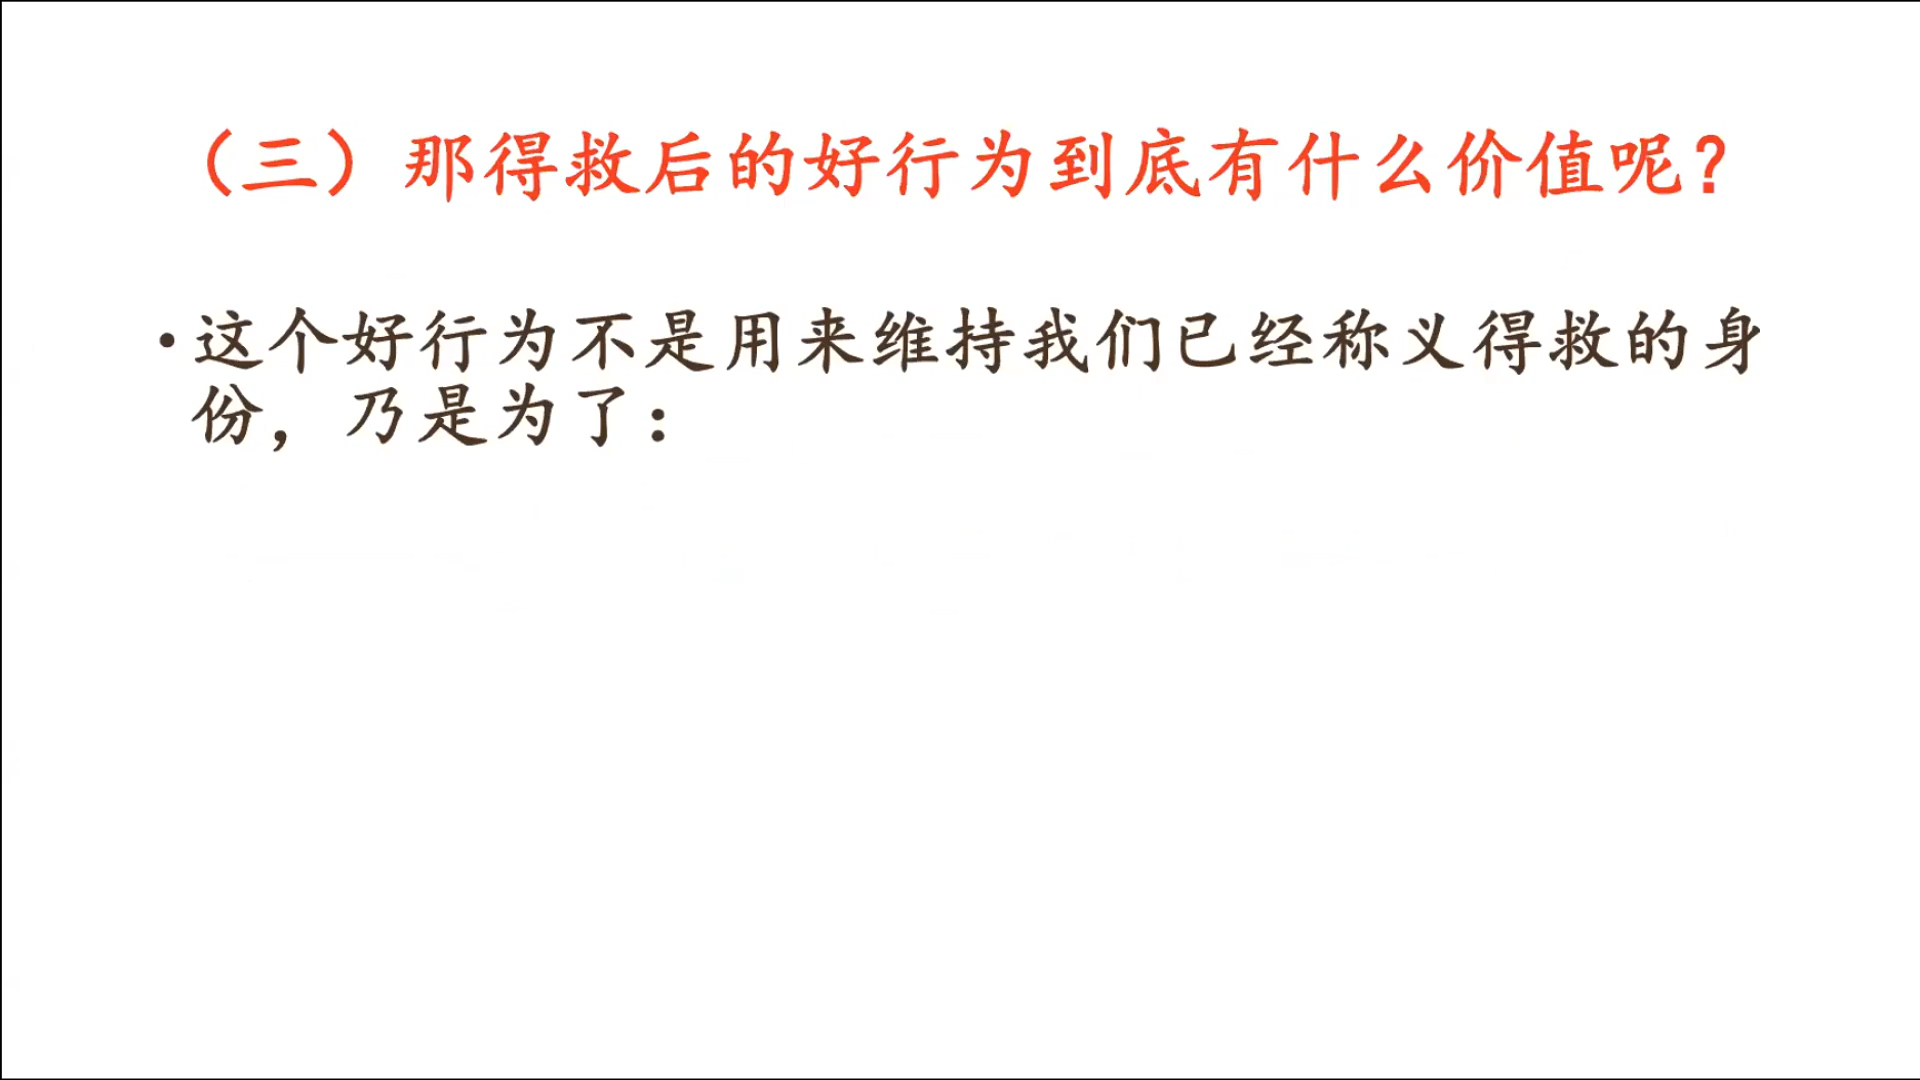 （三）那得救后的好行为到底有什么价值呢？
•这个好行为不是用来维持我们已经称义得救的身
份，乃是为了：